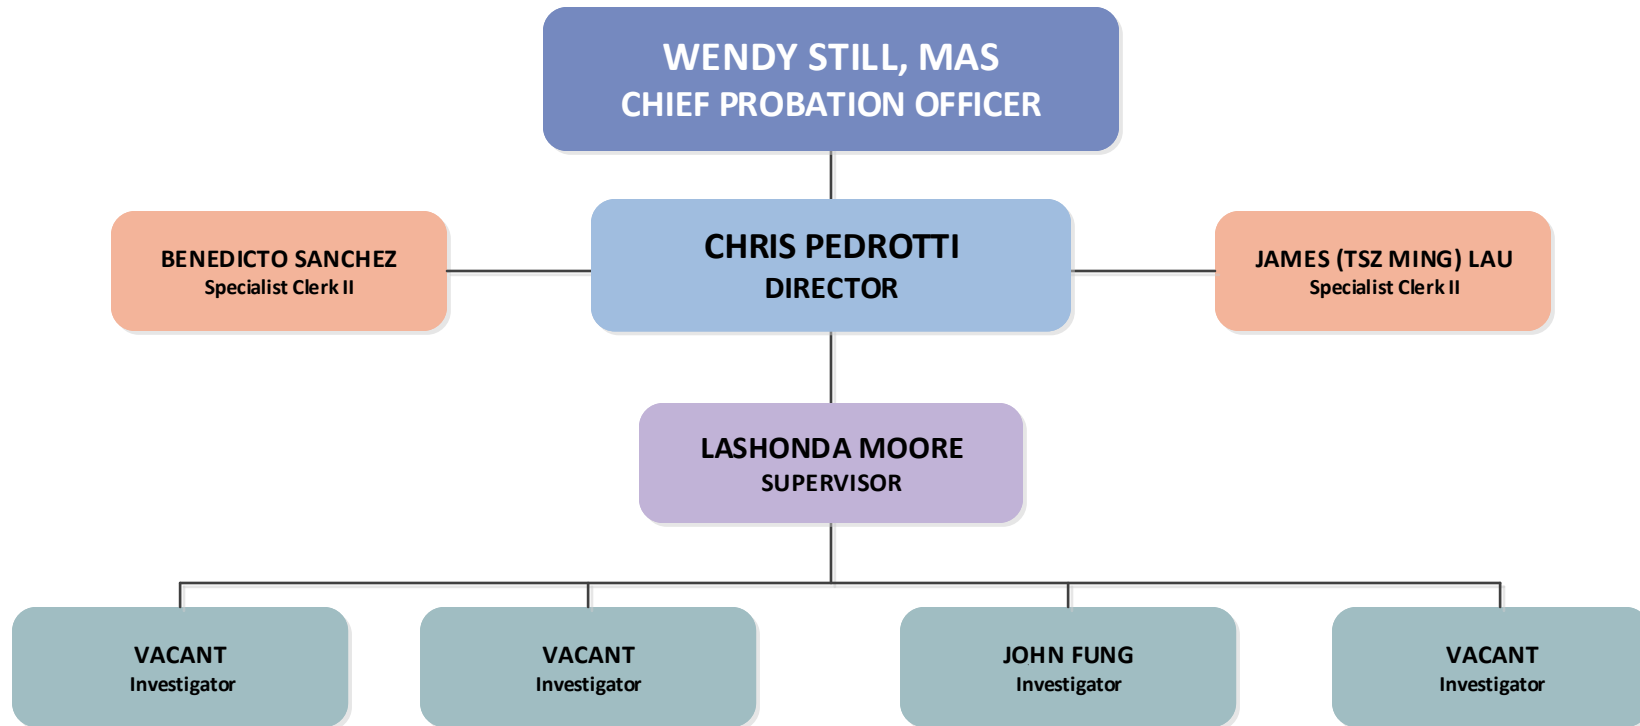 WENDY STILL, MAS
CHIEF PROBATION OFFICER
BENEDICTO SANCHEZ
Specialist Clerk II
CHRIS PEDROTTI
DIRECTOR
JAMES (TSZ MING) LAU
Specialist Clerk II
LASHONDA MOORE
SUPERVISOR
VACANT
Investigator
VACANT
Investigator
JOHN FUNG
Investigator
VACANT
Investigator